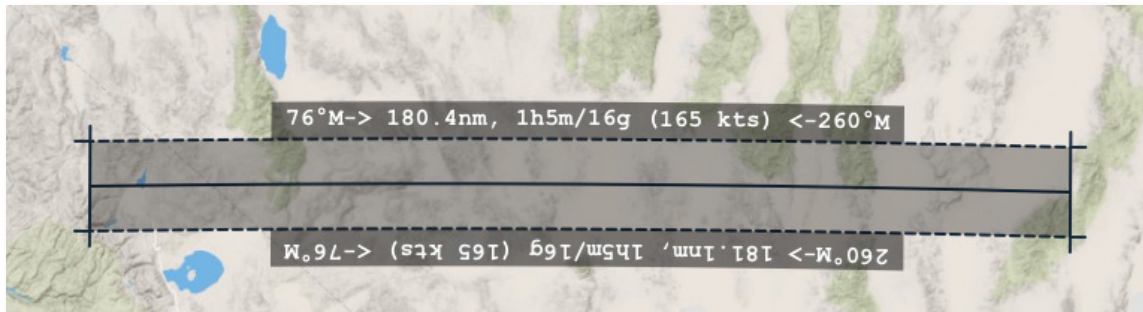 76°M-> 180.4nm, 1h5m/16g (165 kts) <-260°M
260°M-> 181.1nm, 1h5m/16g (165 kts) <-76°M